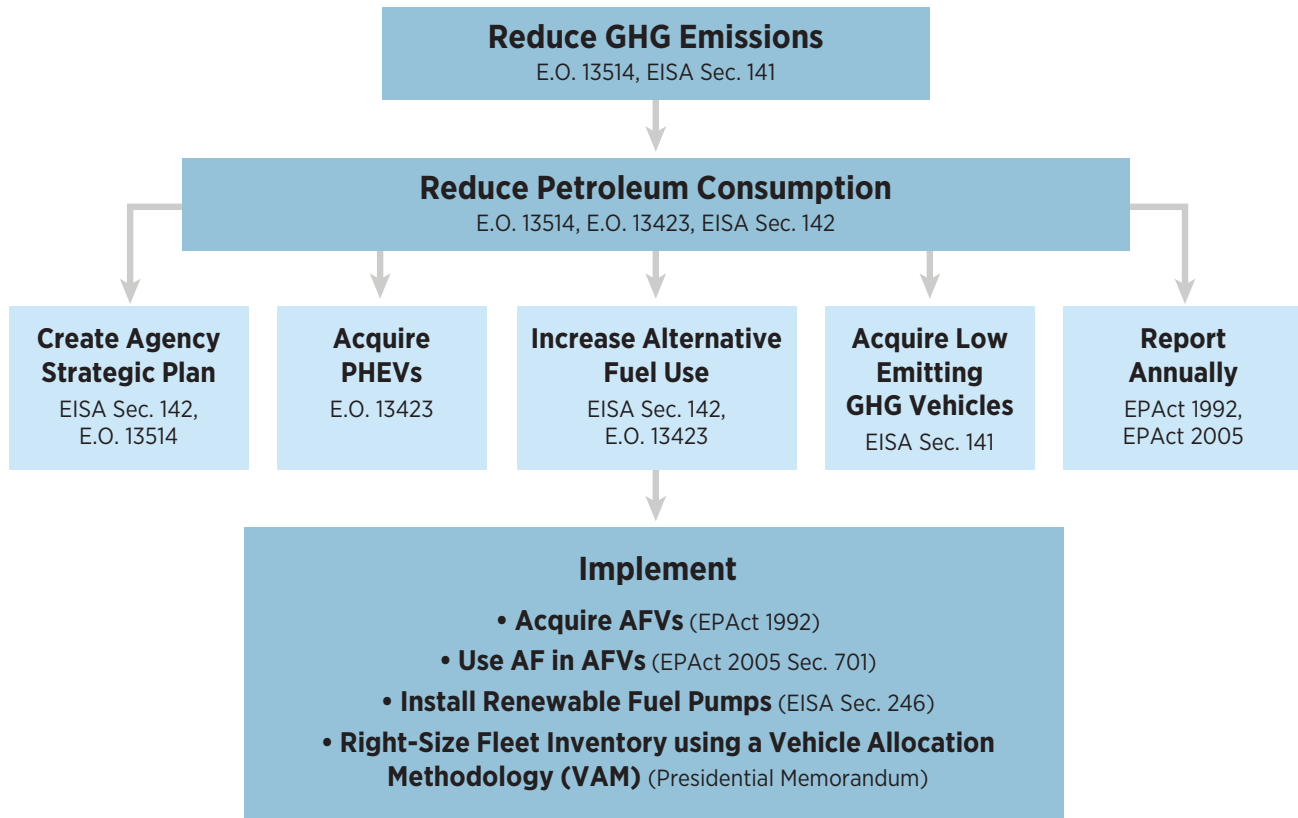 Reduce GHG Emissions
E.O. 13514, EISA Sec. 141
Reduce Petroleum Consumption
E.O. 13514, E.O. 13423, EISA Sec. 142
Create Agency
Strategic Plan
EISA Sec. 142,
E.O. 13514
Acquire
PHEVs
E.O. 13423
Increase Alternative
Fuel Use
EISA Sec. 142,
E.O. 13423
Acquire Low
Emitting
GHG Vehicles
EISA Sec. 141
Report
Annually
EPAct 1992,
EPAct 2005
Implement
• Acquire AFVs (EPAct 1992)
• Use AF in AFVs (EPAct 2005 Sec. 701)
• Install Renewable Fuel Pumps (EISA Sec. 246)
• Right-Size Fleet Inventory using a Vehicle Allocation
Methodology (VAM) (Presidential Memorandum)